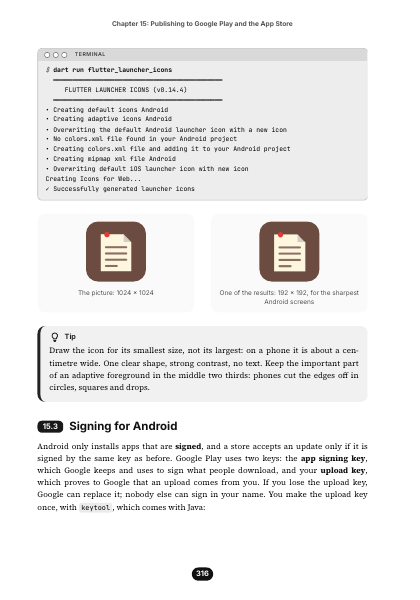 Chapter 15: Publishing to Google Play and the App Store
TERMINAL
$ dart run flutter_launcher_icons
FLUTTER LAUNCHER ICONS (v0.14.4)
• Creating default icons Android
• Creating adaptive icons Android
• Overwriting the default Android launcher icon with a new icon
• No colors.xml file found in your Android project
• Creating colors.xml file and adding it to your Android project
• Creating mipmap xml file Android
• Overwriting default iOS launcher icon with new icon
Creating Icons for Web...
✓ Successfully generated launcher icons
The picture: 1024 × 1024
One of the results: 192 × 192, for the sharpest
Android screens
Tip
Draw the icon for its smallest size, not its largest: on a phone it is about a cen-
timetre wide. One clear shape, strong contrast, no text. Keep the important part
of an adaptive foreground in the middle two thirds: phones cut the edges off in
circles, squares and drops.
15.3 Signing for Android
Android only installs apps that are signed, and a store accepts an update only if it is
signed by the same key as before. Google Play uses two keys: the app signing key,
which Google keeps and uses to sign what people download, and your upload key,
which proves to Google that an upload comes from you. If you lose the upload key,
Google can replace it; nobody else can sign in your name. You make the upload key
once, with keytool, which comes with Java:
316